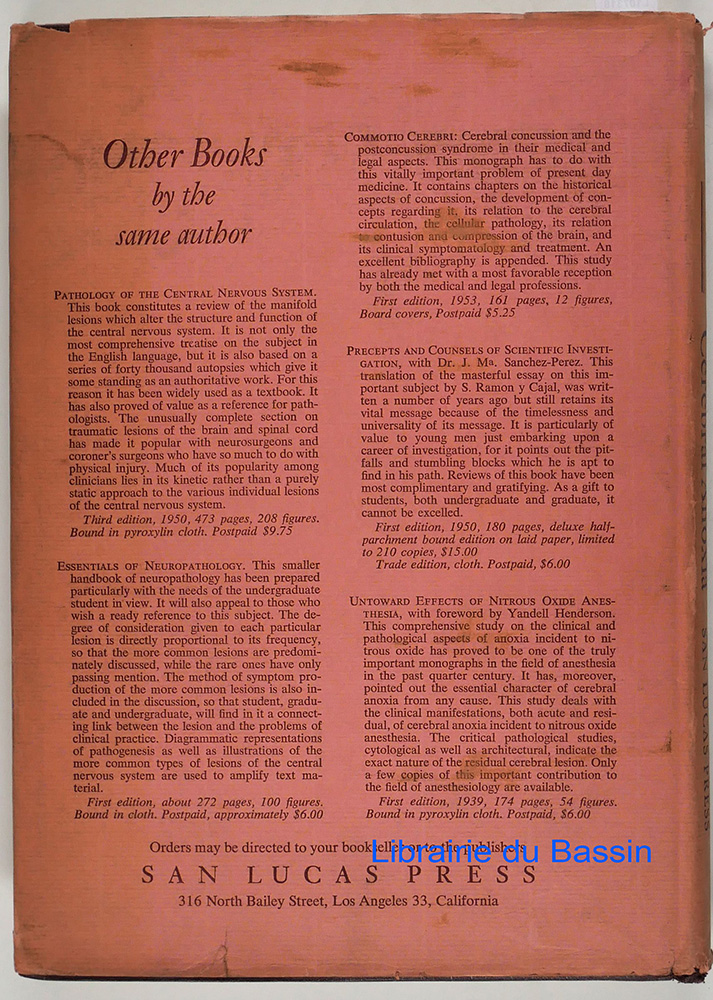 Other Books
by the
same author
PATHOLOGY OF THE CENTRAL NERVOUS SYSTEM.
This book constitutes a review of the manifold
lesions which alter the structure and function of
the central nervous system. It is not only the
most comprehensive treatise on the subject in
the English language, but it is also based on a
series of forty thousand autopsies which give it
some standing as an authoritative work. For this
reason it has been widely used as a textbook. It
has also proved of value as a reference for path-
ologists. The unusually complete section on
traumatic lesions of the brain and spinal cord
has made it popular with neurosurgeons and
coroner's surgeons who have so much to do with
physical injury. Much of its popularity among
clinicians lies in its kinetic rather than a purely
static approach to the various individual lesions
of the central nervous system.
Third edition, 1950, 473 pages, 208 figures.
Bound in pyroxylin cloth. Postpaid $9.75
ESSENTIALS OF NEUROPATHOLOGY. This smaller
handbook of neuropathology has been prepared
particularly with the needs of the undergraduate
student in view. It will also appeal to those who
wish a ready reference to this subject. The de-
gree of consideration given to each particular
lesion is directly proportional to its frequency,
so that the more common lesions are predomi-
nately discussed, while the rare ones have only
passing mention. The method of symptom pro-
duction of the more common lesions is also in-
cluded in the discussion, so that student, gradu-
ate and undergraduate, will find in it a connect-
ing link between the lesion and the problems of
clinical practice. Diagrammatic representations
of pathogenesis as well as illustrations of the
more common types of lesions of the central
nervous system are used to amplify text ma-
terial.
First edition, about 272 pages, 100 figures.
Bound in cloth. Postpaid, approximately $6.00
COMMOTIO CEREBRI: Cerebral concussion and the
postconcussion syndrome in their medical and
legal aspects. This monograph has to do with
this vitally important problem of present day
medicine. It contains chapters on the historical
aspects of concussion, the development of con-
cepts regarding it, its relation to the cerebral
circulation, the cellular pathology, its relation
to contusion and compression of the brain, and
its clinical symptomatology and treatment. An
excellent bibliography is appended. This study
has already met with a most favorable reception
by both the medical and legal professions.
First edition, 1953, 161 pages, 12 figures,
Board covers, Postpaid $5.25
PRECEPTS AND COUNSELS OF SCIENTIFIC INVESTI-
GATION, with Dr. J. Ma. Sanchez-Perez. This
translation of the masterful essay on this im-
portant subject by S. Ramon y Cajal, was writ-
ten a number of years ago but still retains its
vital message because of the timelessness and
universality of its message. It is particularly of
value to young men just embarking upon a
career of investigation, for it points out the pit-
falls and stumbling blocks which he is apt to
find in his path. Reviews of this book have been
most complimentary and gratifying. As a gift to
students, both undergraduate and graduate, it
cannot be excelled.
First edition, 1950, 180 pages, deluxe half-
parchment bound edition on laid paper, limited
to 210 copies, $15.00
Trade edition, cloth. Postpaid, $6.00
UNTOWARD EFFECTS OF NITROUS OXIDE ANES-
THESIA, with foreword by Yandell Henderson.
This comprehensive study on the clinical and
pathological aspects of anoxia incident to ni-
trous oxide has proved to be one of the truly
important monographs in the field of anesthesia
in the past quarter century. It has, moreover,
pointed out the essential character of cerebral
anoxia from any cause. This study deals with
the clinical manifestations, both acute and resi-
dual, of cerebral anoxia incident to nitrous oxide
anesthesia. The critical pathological studies,
cytological as well as architectural, indicate the
exact nature of the residual cerebral lesion. Only
a few copies of this important contribution to
the field of anesthesiology are available.
First edition, 1939, 174 pages, 54 figures.
Bound in pyroxylin cloth. Postpaid, $6.00
Orders may be directed to your bookseller or to the publishers
Librairie du Bassin
SAN LUCAS PRESS
316 North Bailey Street, Los Angeles 33, California
SAN LUCAS PRESS